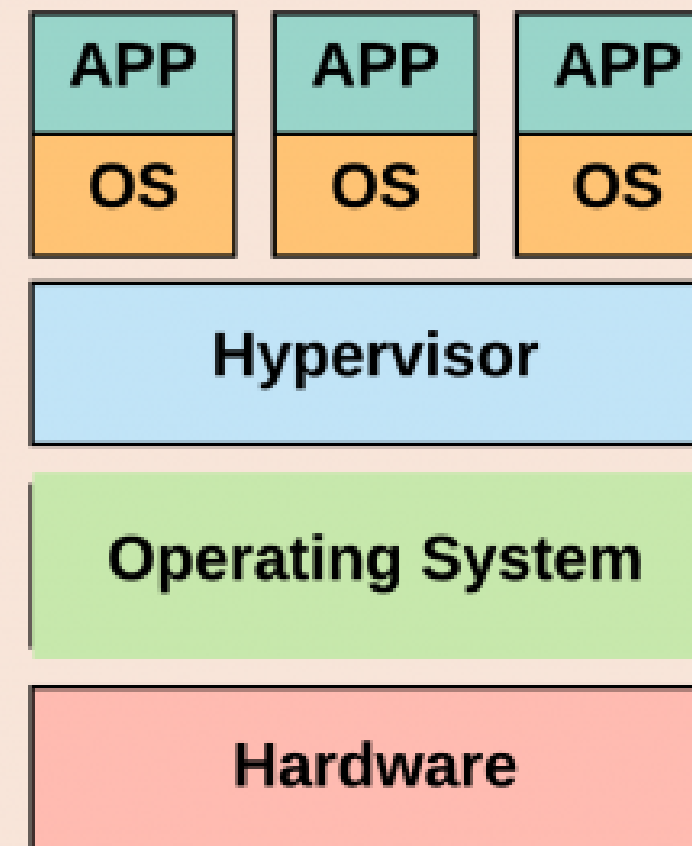 APP APP APP
OS OS OS
Hypervisor
Operating System
Hardware